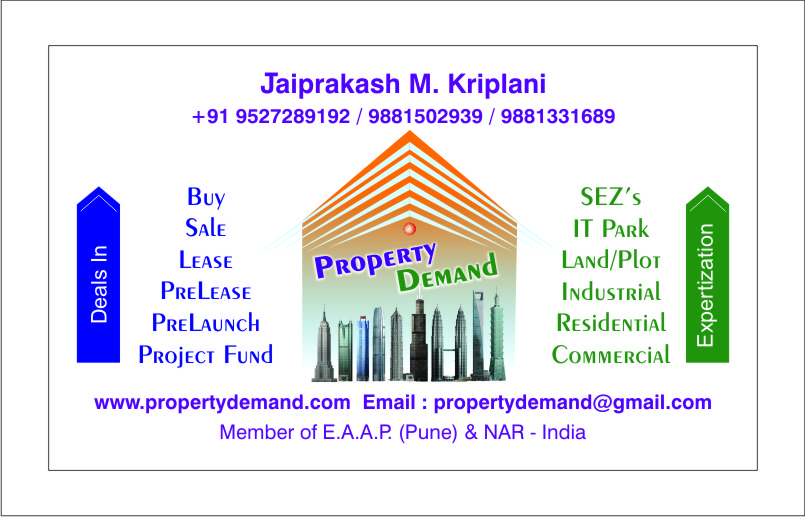 Jaiprakash M. Kriplani
+91 9527289192 / 9881502939 / 9881331689
Deals In
Buy
Sale
Lease
PreLease
PreLaunch
Project Fund
Property
Demand
SEZ's
IT Park
Land/Plot
Industrial
Residential
Commercial
Expertization
www.propertydemand.com Email : propertydemand@gmail.com
Member of E.A.A.P. (Pune) & NAR - India